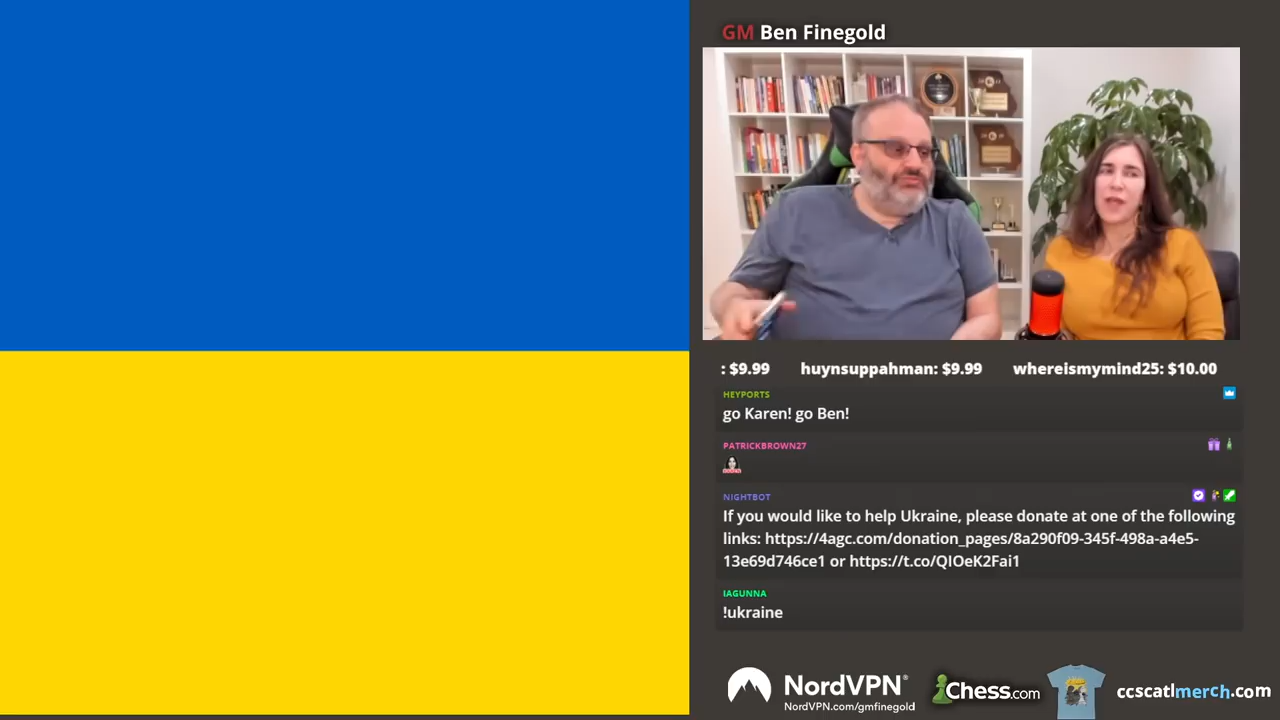 GM Ben Finegold
: $9.99 huynsuppahman: $9.99 whereismymind25: $10.00
HEYPORTS
go Karen! go Ben!
PATRICKBROWN27
NIGHTBOT
If you would like to help Ukraine, please donate at one of the following
links: https://4agc.com/donation_pages/8a290f09-345f-498a-a4e5-
13e69d746ce1 or https://t.co/QIOeK2Fai1
IAGUNNA
!ukraine
NordVPN®
NordVPN.com/gmfinegold
Chess.com
ccscatlmerch.com